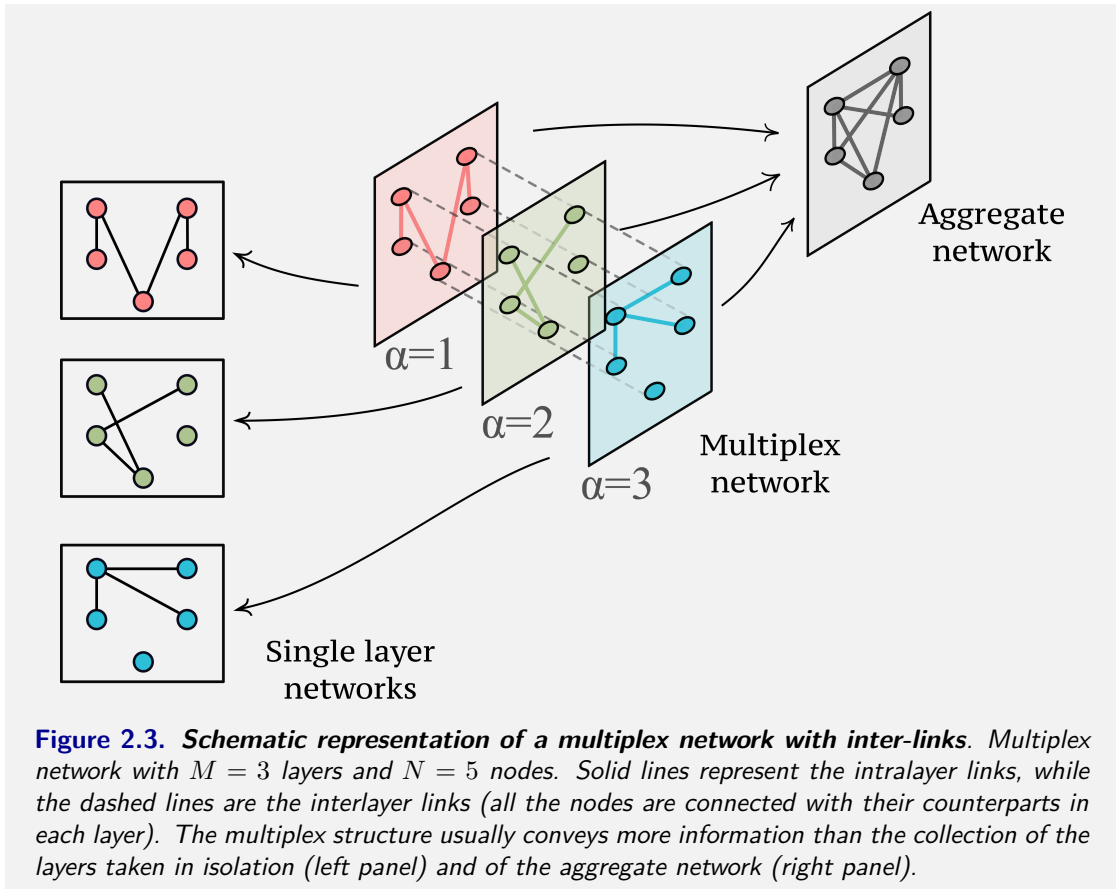 Aggregate
network
α=1
α=2
Multiplex
network
α=3
Single layer
networks
Figure 2.3. Schematic representation of a multiplex network with inter-links. Multiplex
network with M = 3 layers and N = 5 nodes. Solid lines represent the intralayer links, while
the dashed lines are the interlayer links (all the nodes are connected with their counterparts in
each layer). The multiplex structure usually conveys more information than the collection of the
layers taken in isolation (left panel) and of the aggregate network (right panel).